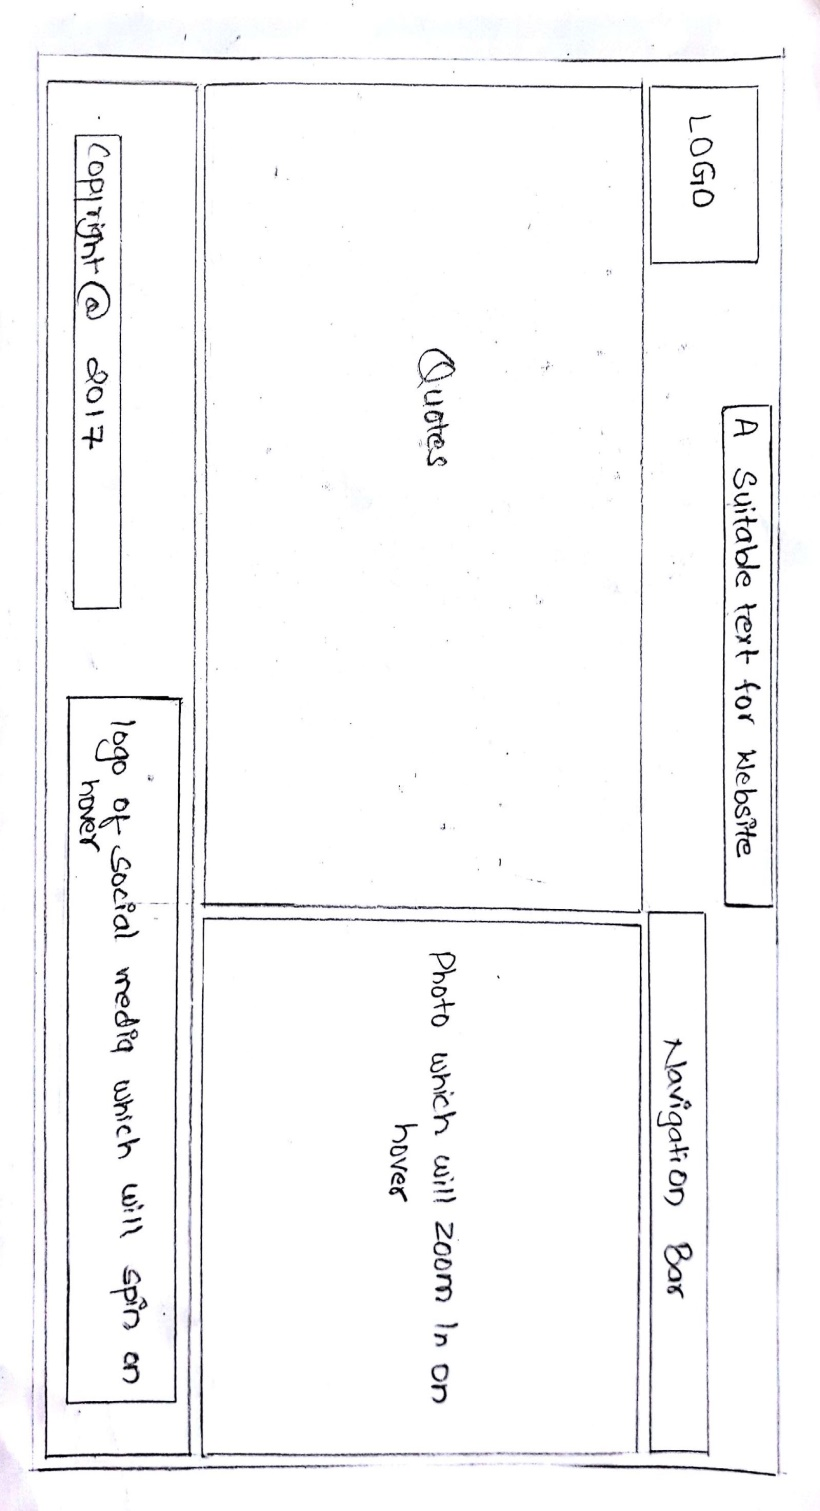 A Suitable text for Website
LOGO
Navigation Bar
Quotes
Photo which will zoom in on
hover
Copyright@ 2017
logo of social media which will spin on
hover